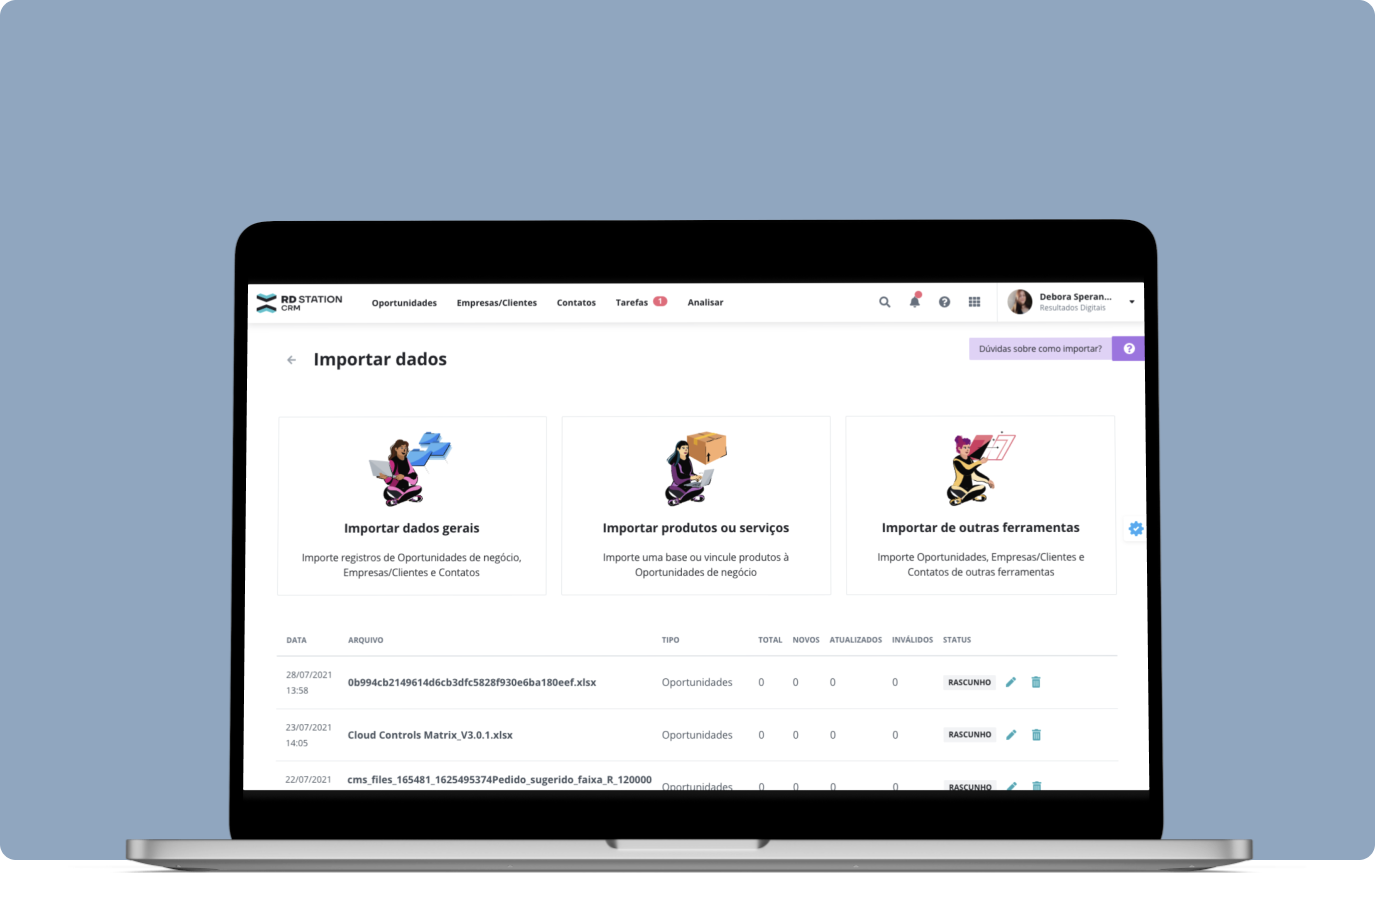 RD STATION
CRM
Oportunidades
Empresas/Clientes
Contatos
Tarefas 1
Analisar
Debora Speran...
Resultados Digitais
Importar dados
Dúvidas sobre como importar?
Importar dados gerais
Importe registros de Oportunidades de negócio,
Empresas/Clientes e Contatos
Importar produtos ou serviços
Importe uma base ou vincule produtos à
Oportunidades de negócio
Importar de outras ferramentas
Importe Oportunidades, Empresas/Clientes e
Contatos de outras ferramentas
DATA ARQUIVO TIPO TOTAL NOVOS ATUALIZADOS INVÁLIDOS STATUS
28/07/2021
13:58
0b994cb2149614d6cb3dfc5828f930e6ba180eef.xlsx Oportunidades 0 0 0 0 RASCUNHO
23/07/2021
14:05
Cloud Controls Matrix_V3.0.1.xlsx Oportunidades 0 0 0 0 RASCUNHO
22/07/2021
cms_files_165481_1625495374Pedido_sugerido_faixa_R_120000
Oportunidades 0 0 0 0 RASCUNHO